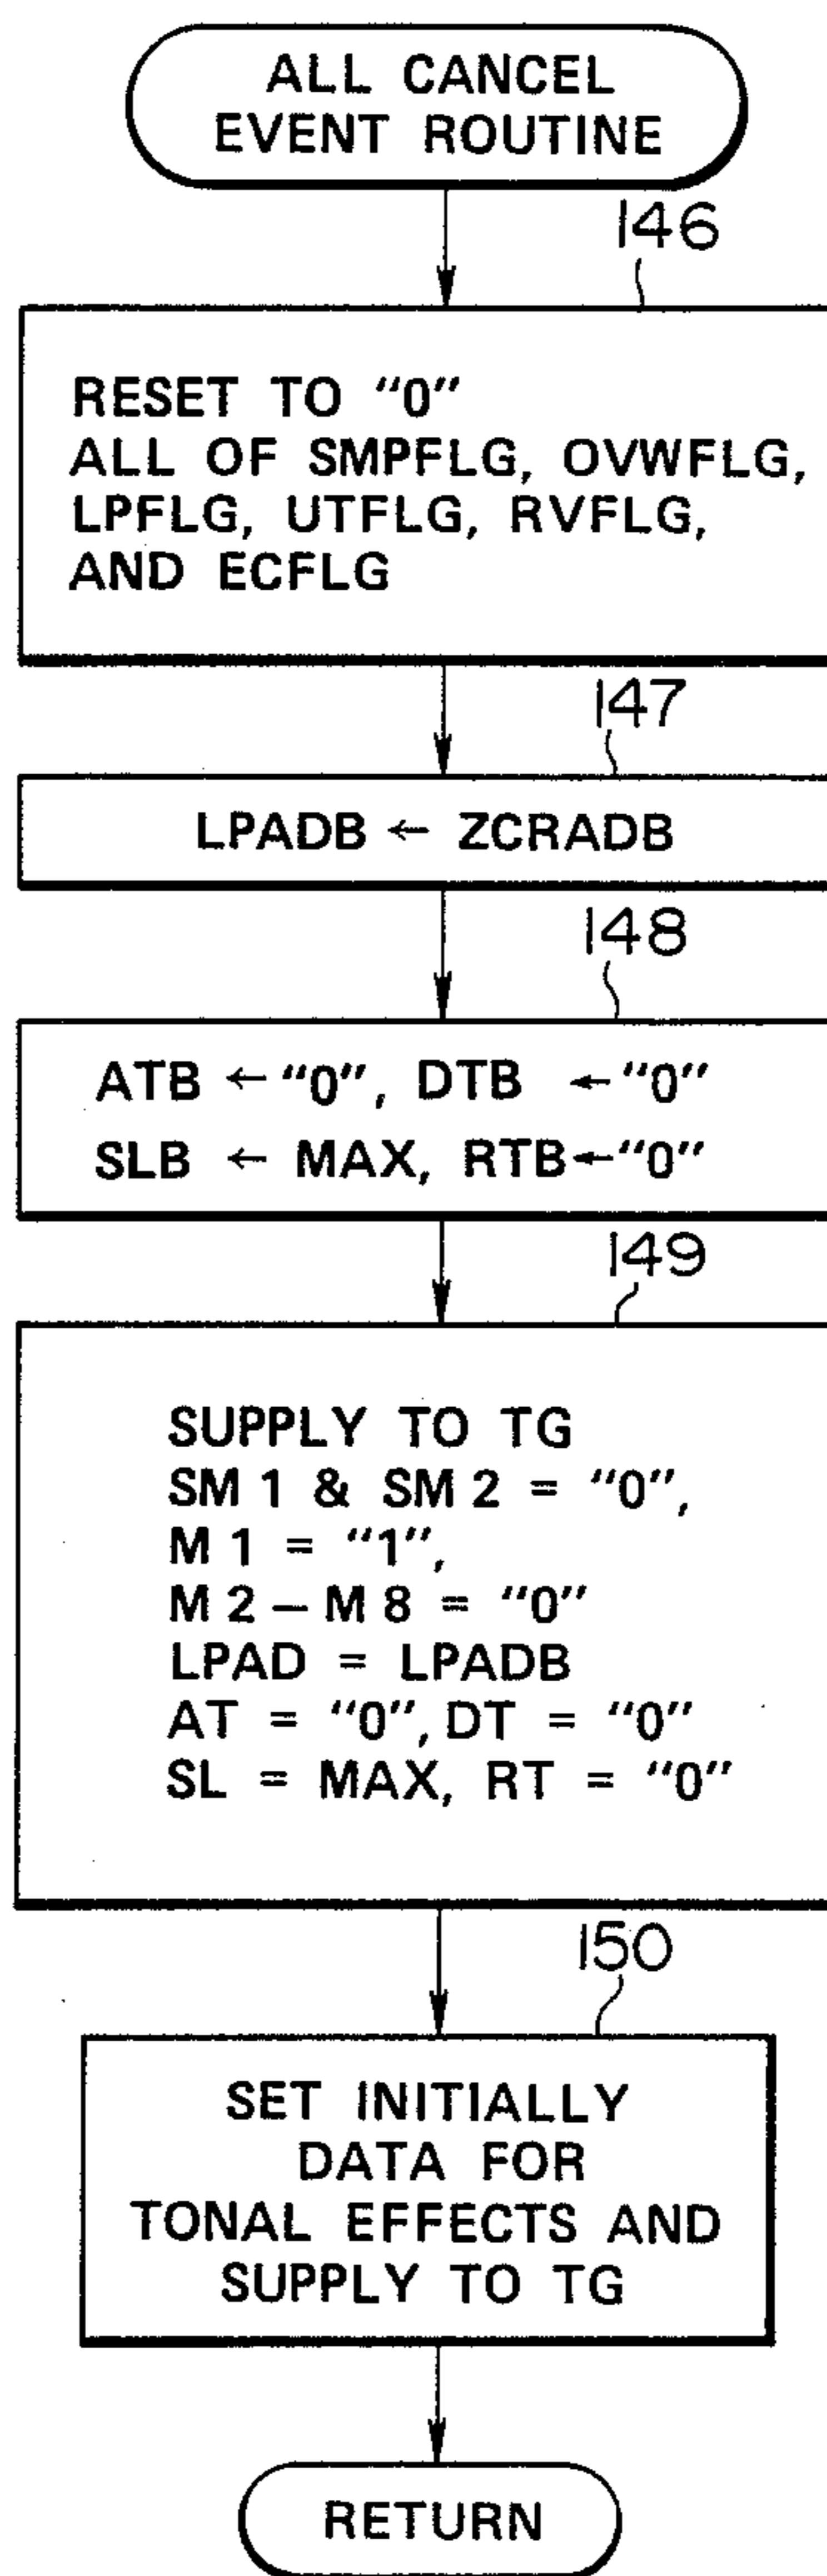 ALL CANCEL
EVENT ROUTINE
146
RESET TO “0”
ALL OF SMPFLG, OVWFLG,
LPFLG, UTFLG, RVFLG,
AND ECFLG
147
LPADB ← ZCRADB
148
ATB ← “0”, DTB ← “0”
SLB ← MAX, RTB ← “0”
149
SUPPLY TO TG
SM 1 & SM 2 = “0”,
M 1 = “1”,
M 2 – M 8 = “0”
LPAD = LPADB
AT = “0”, DT = “0”
SL = MAX, RT = “0”
150
SET INITIALLY
DATA FOR
TONAL EFFECTS AND
SUPPLY TO TG
RETURN